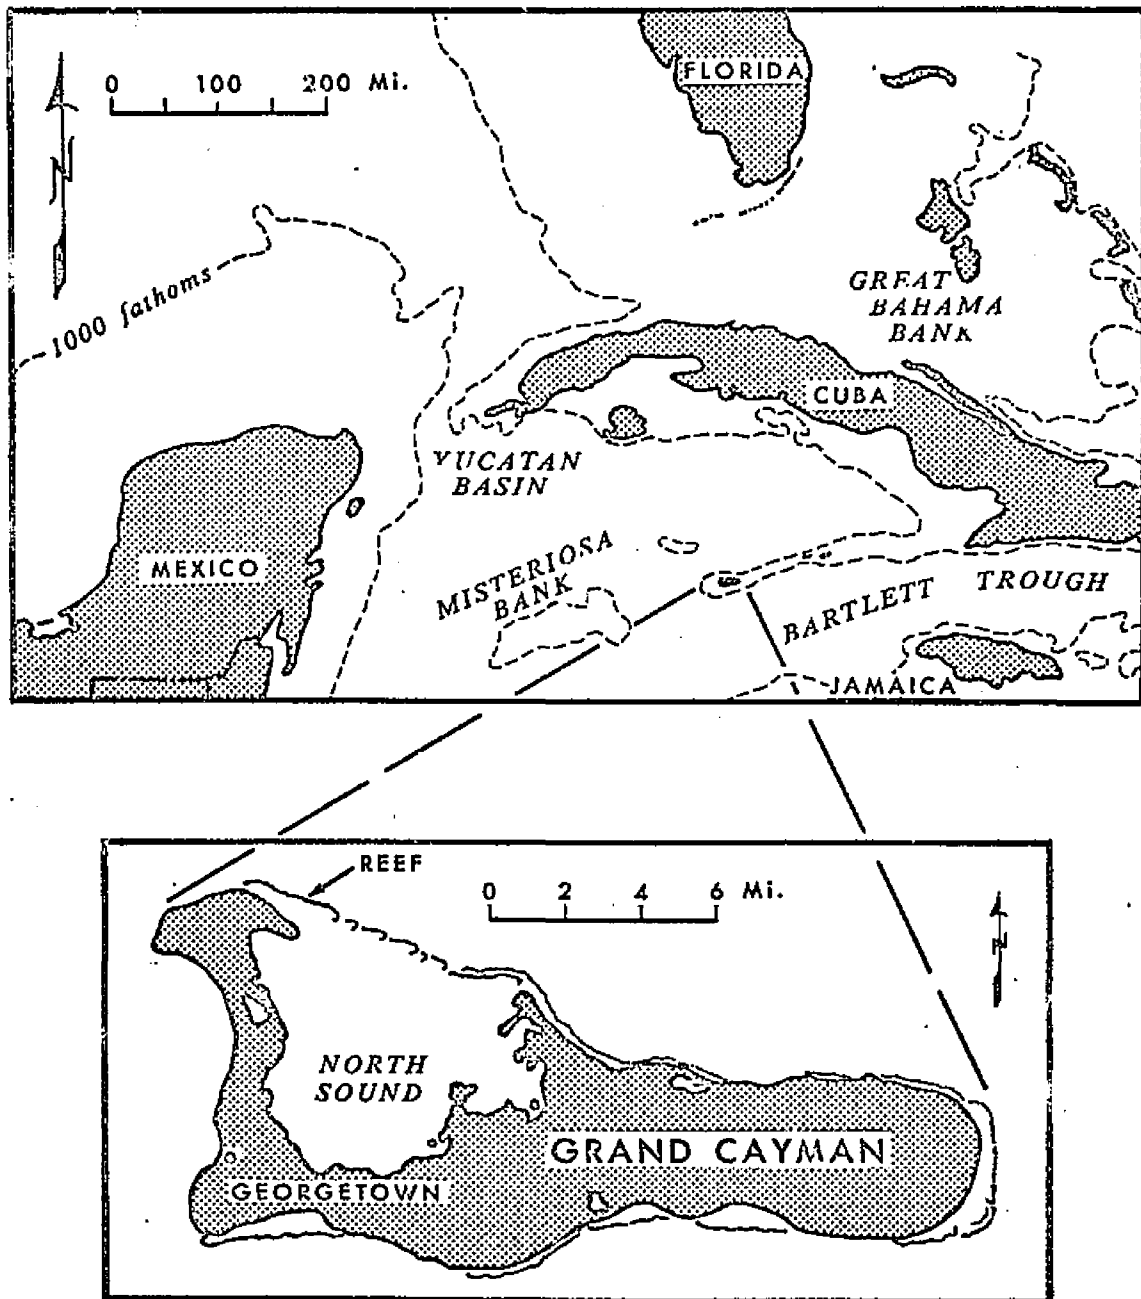 FLORIDA
0 100 200 Mi.
N
1000 fathoms
GREAT
BAHAMA
BANK
CUBA
YUCATAN
BASIN
MEXICO
MISTERIOSA
BANK
BARTLETT TROUGH
JAMAICA
REEF
0 2 4 6 Mi.
N
NORTH
SOUND
GRAND CAYMAN
GEORGETOWN